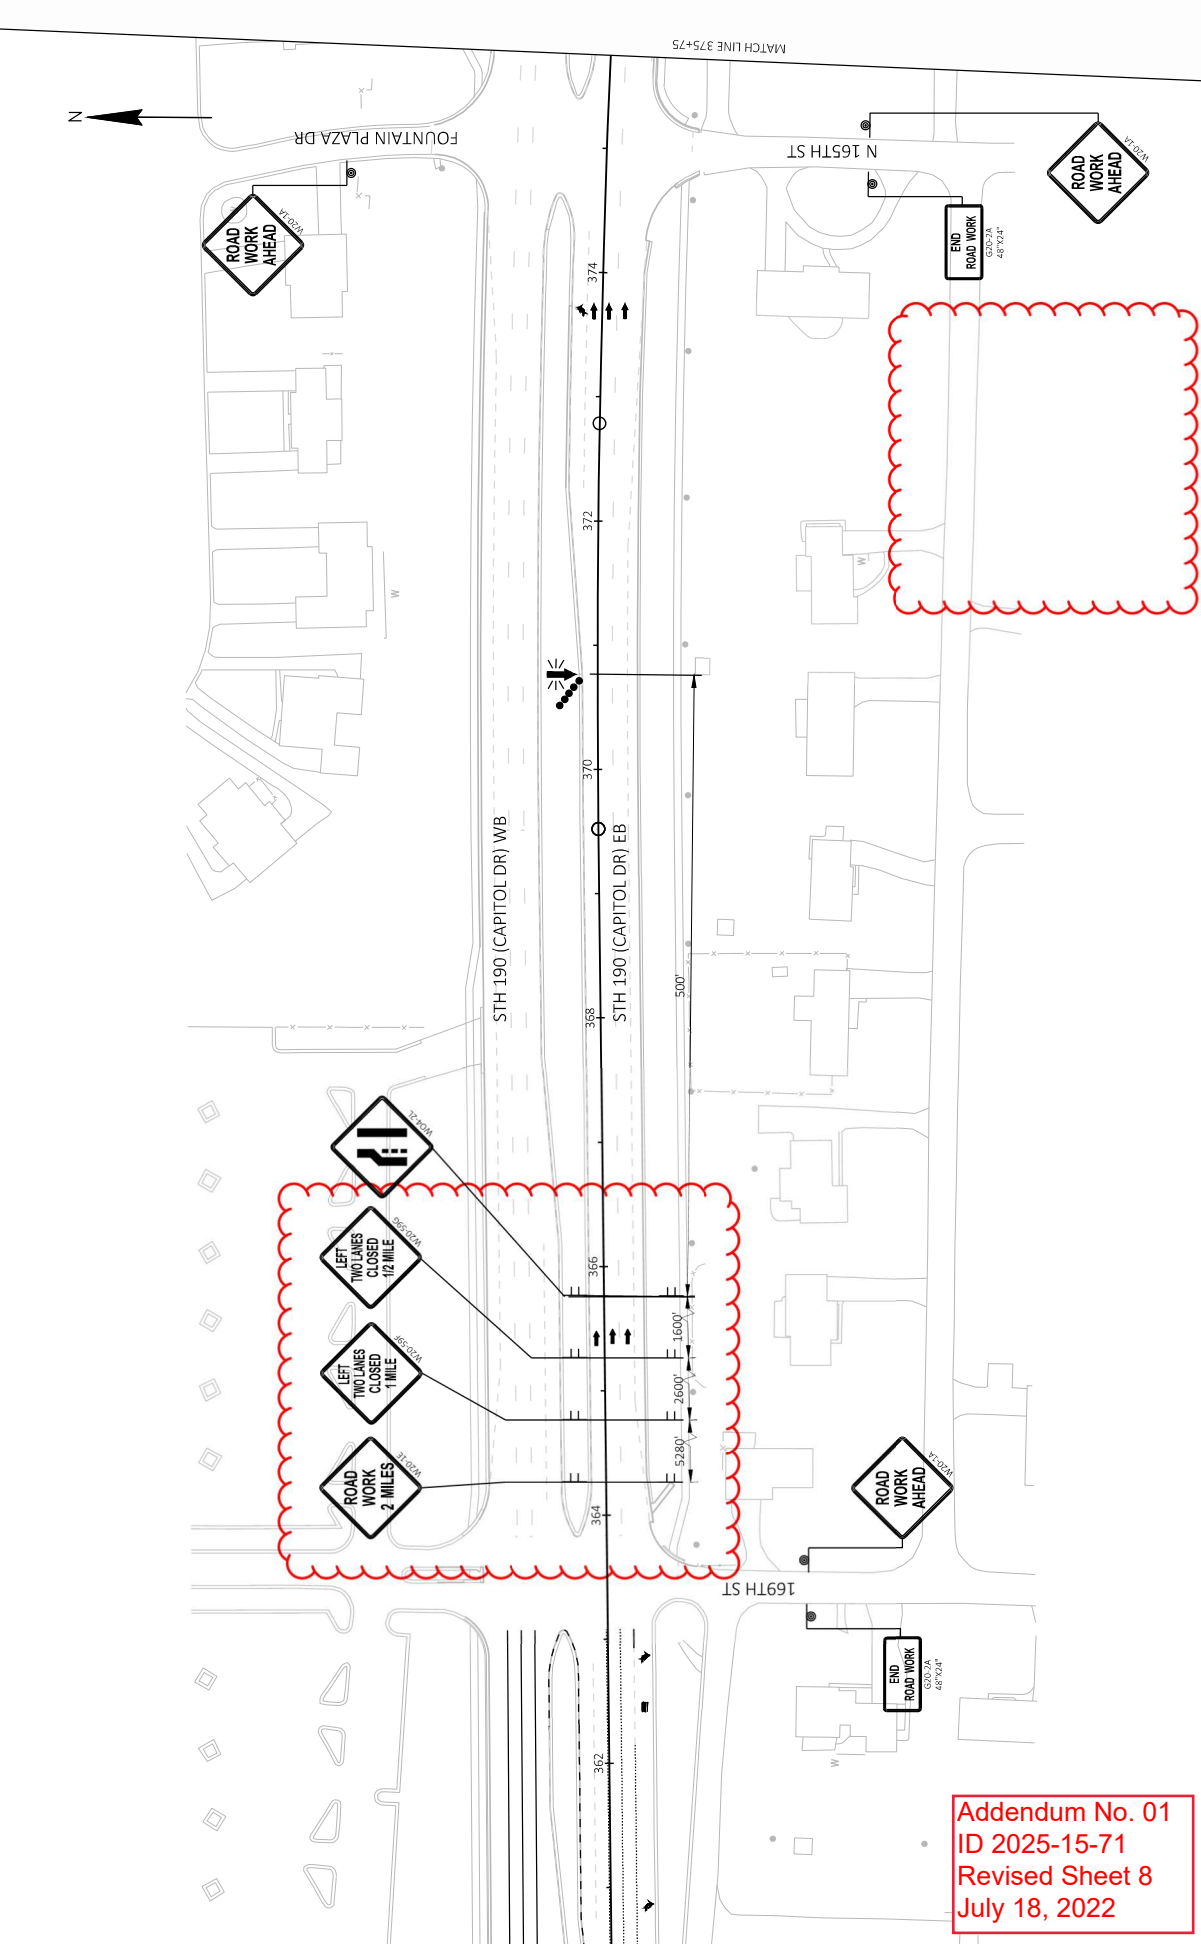 MATCH LINE 375+75
N
FOUNTAIN PLAZA DR
N 165TH ST
ROAD
WORK
AHEAD
W20-1A
ROAD
WORK
AHEAD
W20-1A
END
ROAD WORK
G20-2A
48"X24"
374
372
W
W
370
STH 190 (CAPITOL DR) WB
STH 190 (CAPITOL DR) EB
500'
368
W04-2L
366
LEFT
TWO LANES
CLOSED
1/2 MILE
W20-59G
1600'
LEFT
TWO LANES
CLOSED
1 MILE
W20-59F
2600'
ROAD
WORK
2 MILES
W20-1E
5280'
364
ROAD
WORK
AHEAD
W20-1A
169TH ST
END
ROAD WORK
G20-2A
48"X24"
362
W
Addendum No. 01
ID 2025-15-71
Revised Sheet 8
July 18, 2022